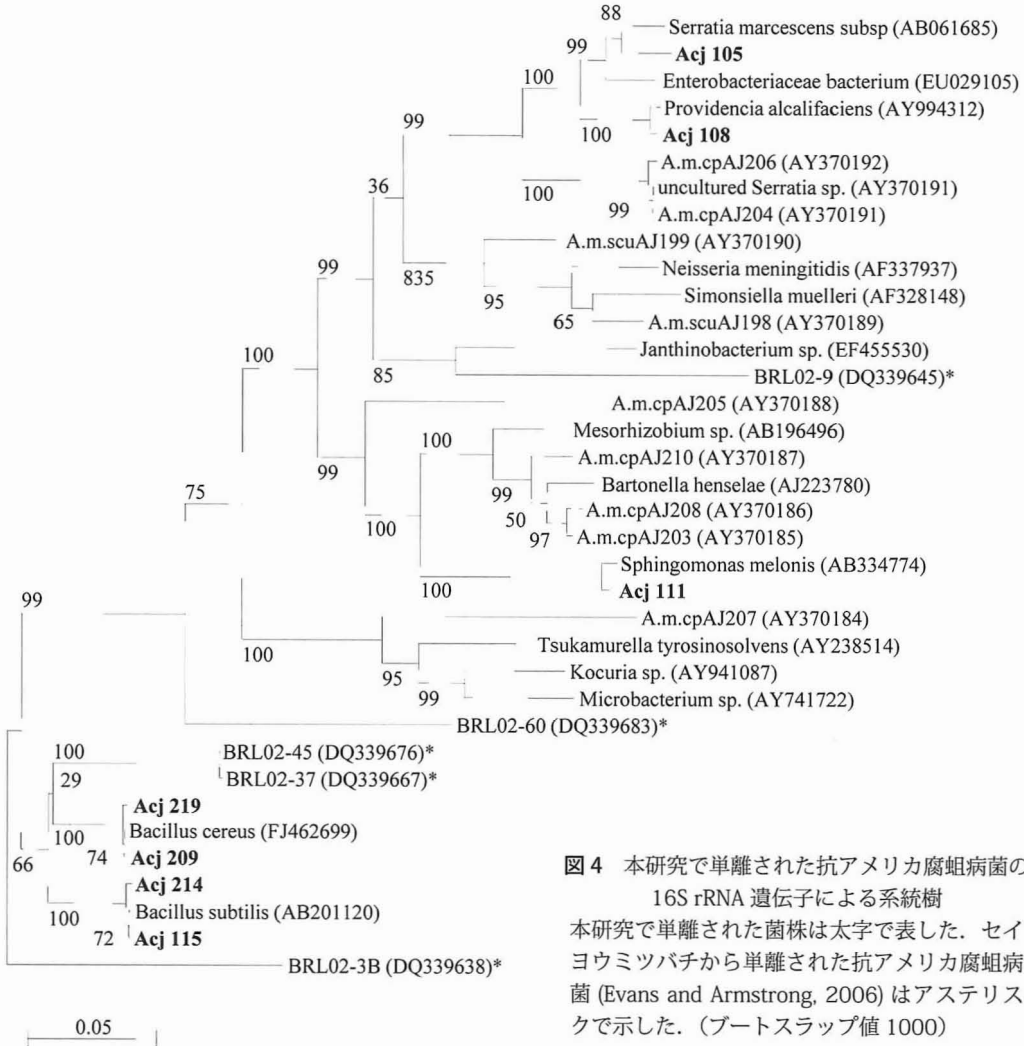 88
Serratia marcescens subsp (AB061685)
99
Acj 105
100
Enterobacteriaceae bacterium (EU029105)
Providencia alcalifaciens (AY994312)
100
Acj 108
99
A.m.cpAJ206 (AY370192)
100
uncultured Serratia sp. (AY370191)
36
99
A.m.cpAJ204 (AY370191)
A.m.scuAJ199 (AY370190)
99
835
Neisseria meningitidis (AF337937)
95
Simonsiella muelleri (AF328148)
65
A.m.scuAJ198 (AY370189)
100
Janthinobacterium sp. (EF455530)
85
BRL02-9 (DQ339645)*
A.m.cpAJ205 (AY370188)
100
Mesorhizobium sp. (AB196496)
99
A.m.cpAJ210 (AY370187)
75
99
Bartonella henselae (AJ223780)
100
50
A.m.cpAJ208 (AY370186)
97
A.m.cpAJ203 (AY370185)
Sphingomonas melonis (AB334774)
100
Acj 111
99
A.m.cpAJ207 (AY370184)
100
Tsukamurella tyrosinosolvens (AY238514)
95
Kocuria sp. (AY941087)
99
Microbacterium sp. (AY741722)
BRL02-60 (DQ339683)*
100
BRL02-45 (DQ339676)*
29
BRL02-37 (DQ339667)*
Acj 219
100
Bacillus cereus (FJ462699)
66
74
Acj 209
Acj 214
100
Bacillus subtilis (AB201120)
72
Acj 115
BRL02-3B (DQ339638)*
0.05
図4 本研究で単離された抗アメリカ腐蛆病菌の
16S rRNA 遺伝子による系統樹
本研究で単離された菌株は太字で表した．セイ
ヨウミツバチから単離された抗アメリカ腐蛆病
菌 (Evans and Armstrong, 2006) はアステリス
クで示した．（ブートスラップ値 1000）